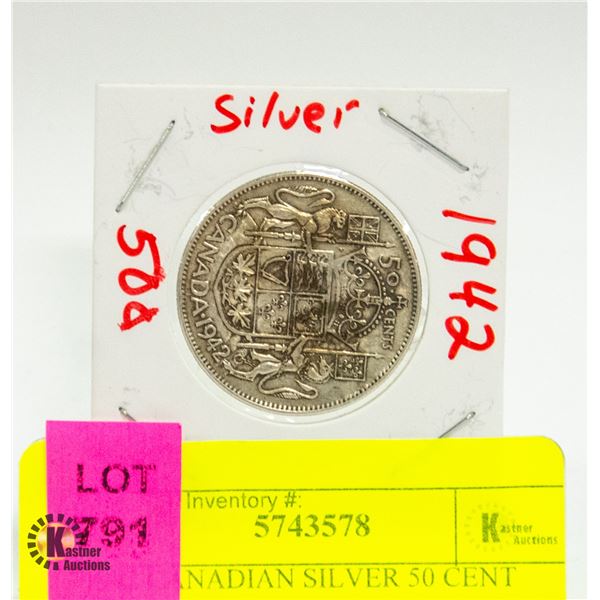 silver
50¢
1942
CANADA·1942
50 CENTS
LOT
791
Inventory #:
5743578
Kastner
Auctions
CANADIAN SILVER 50 CENT
Kastner
Auctions